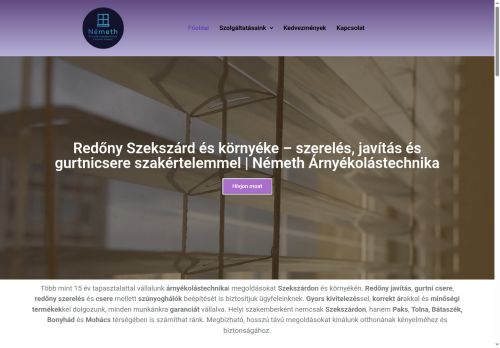 Németh
Főoldal Szolgáltatásaink Kedvezmények Kapcsolat
Redőny Szekszárd és környéke – szerelés, javítás és
gurtnicsere szakértelemmel | Németh Árnyékolástechnika
Hívjon most
Több mint 15 év tapasztalattal vállalunk árnyékolástechnikai megoldásokat Szekszárdon és környékén. Redőny javítás, gurtni csere,
redőny szerelés és csere mellett szúnyoghálók beépítését is biztosítjuk ügyfeleinknek. Gyors kivitelezéssel, korrekt árakkal és minőségi
termékekkel dolgozunk, minden munkánkra garanciát vállalva. Helyi szakemberként nemcsak Szekszárdon, hanem Paks, Tolna, Bátaszék,
Bonyhád és Mohács térségében is számíthat ránk. Megbízható, hosszú távú megoldásokat kínálunk otthonának kényelméhez és
biztonságához.